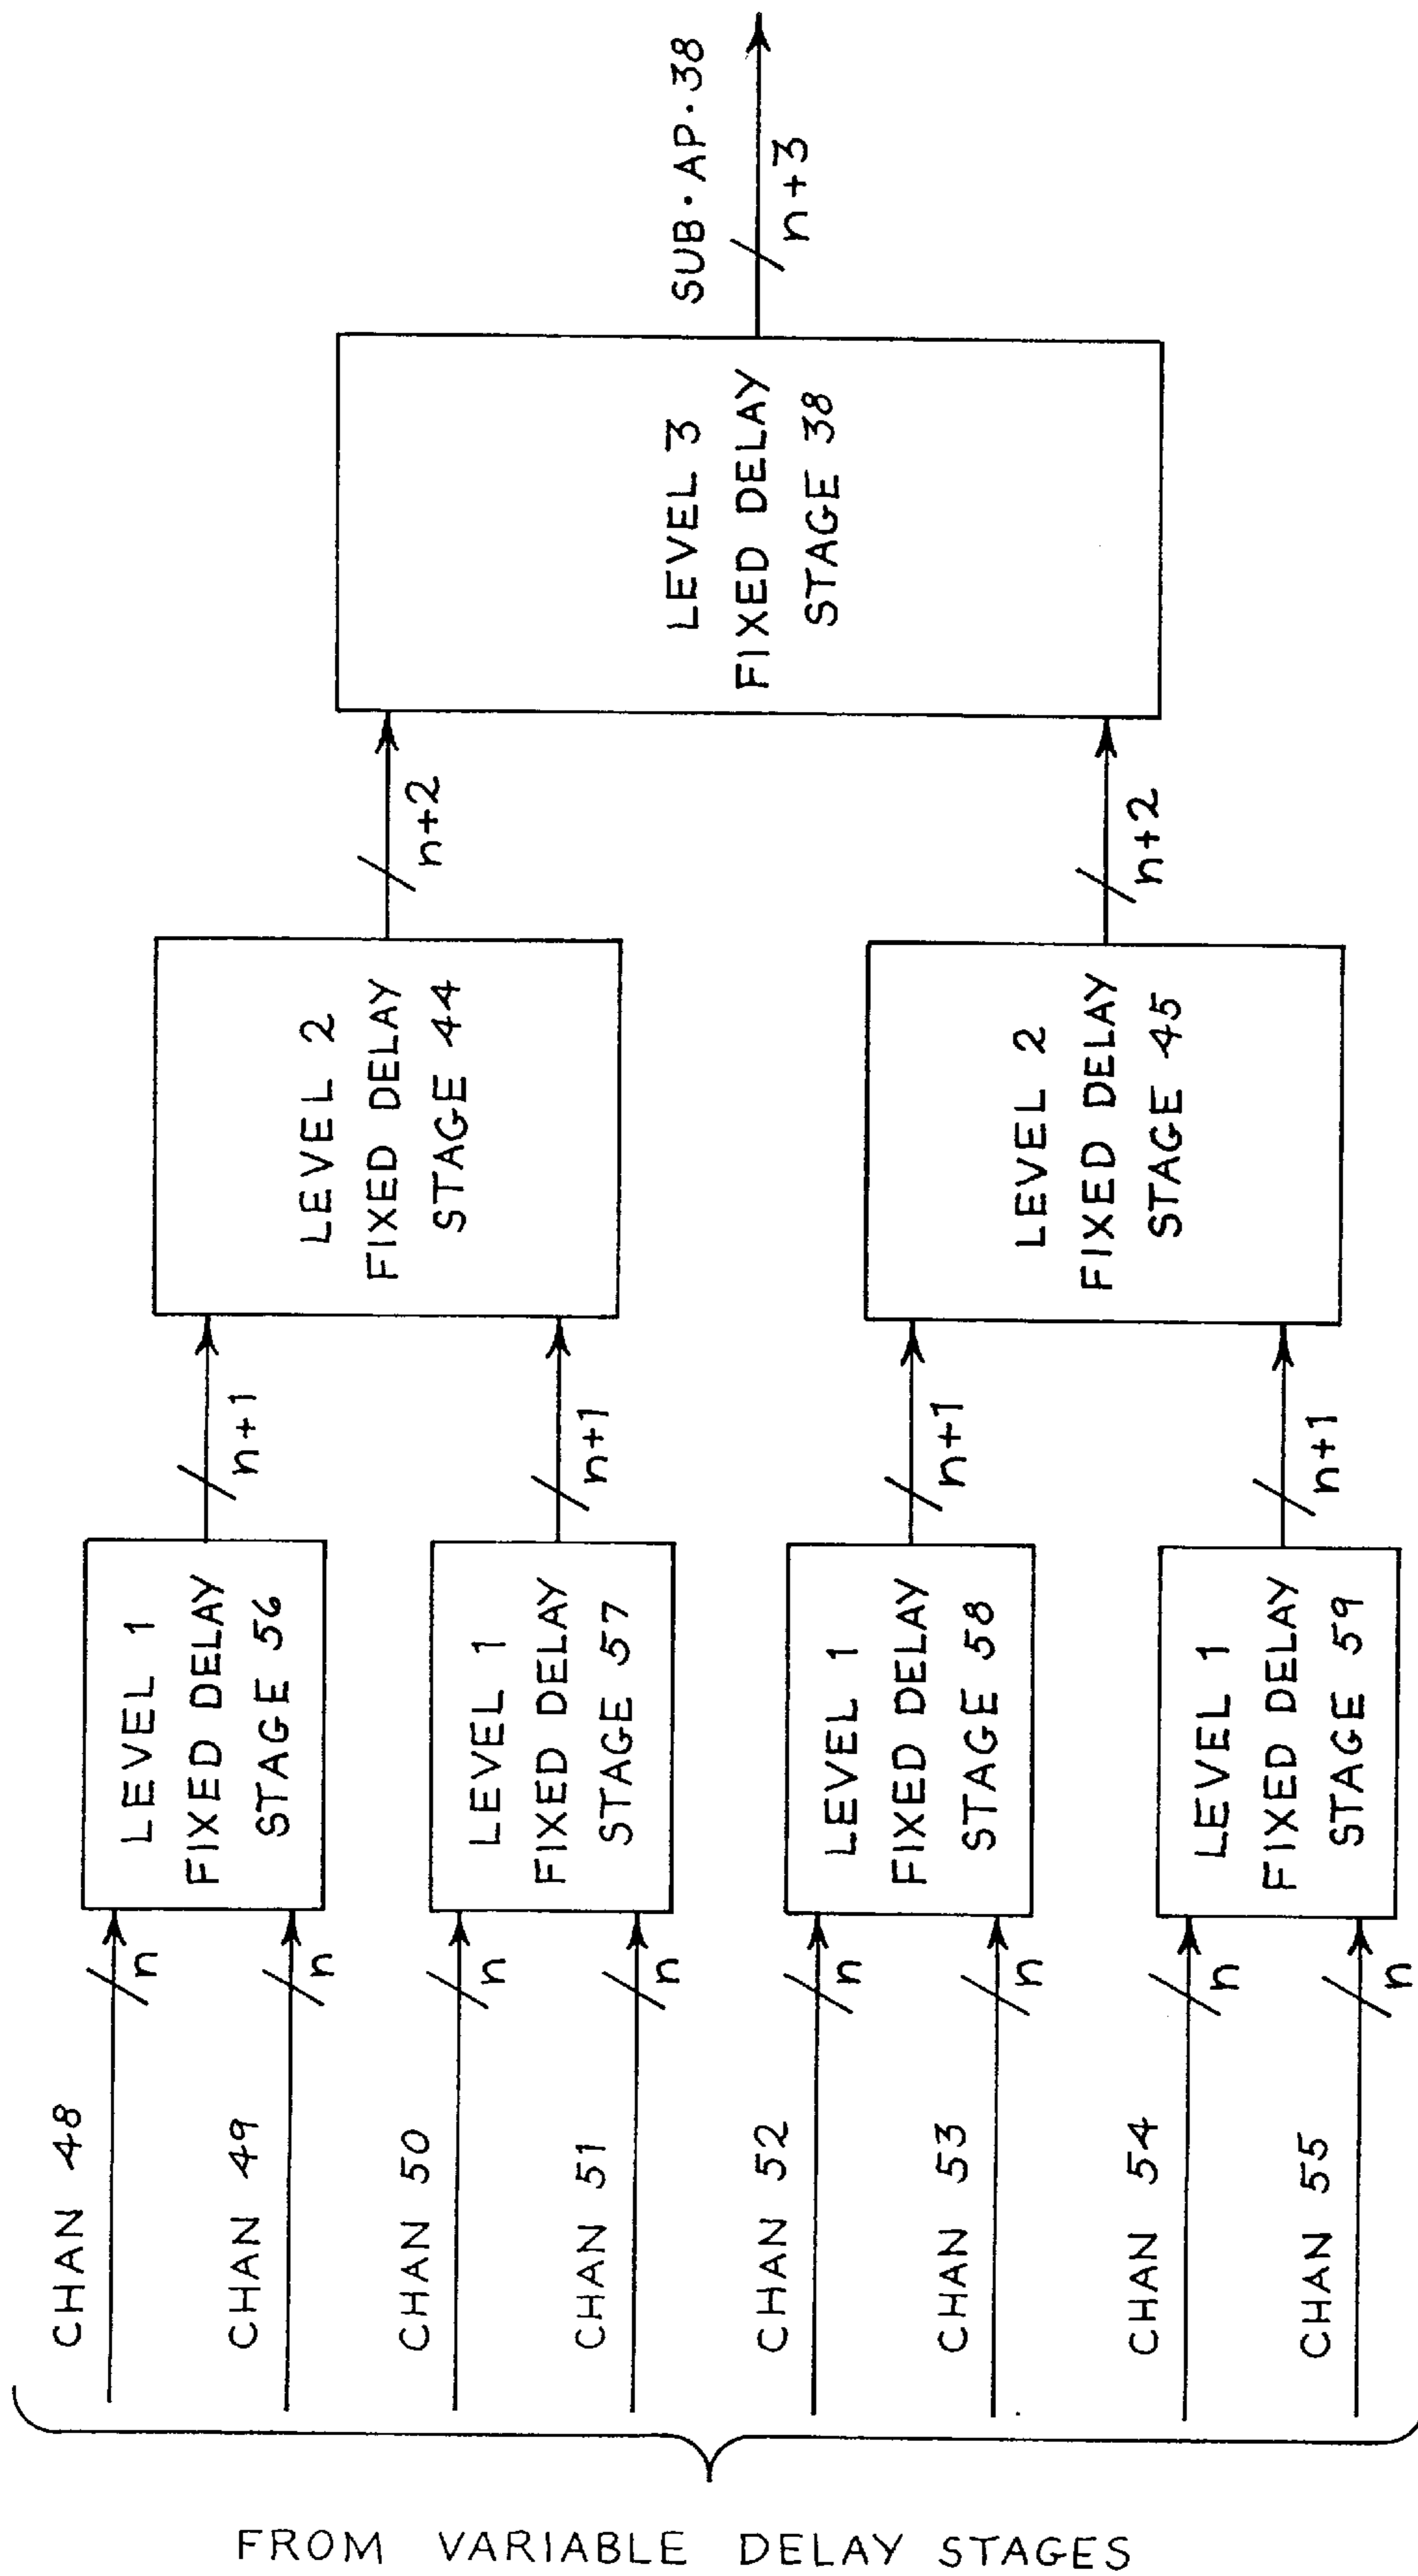 CHAN 48
n
CHAN 49
n
CHAN 50
n
CHAN 51
n
CHAN 52
n
CHAN 53
n
CHAN 54
n
CHAN 55
n
FROM VARIABLE DELAY STAGES
LEVEL 1
FIXED DELAY
STAGE 56
n+1
LEVEL 1
FIXED DELAY
STAGE 57
n+1
LEVEL 1
FIXED DELAY
STAGE 58
n+1
LEVEL 1
FIXED DELAY
STAGE 59
n+1
LEVEL 2
FIXED DELAY
STAGE 44
n+2
LEVEL 2
FIXED DELAY
STAGE 45
n+2
LEVEL 3
FIXED DELAY
STAGE 38
SUB·AP·38
n+3